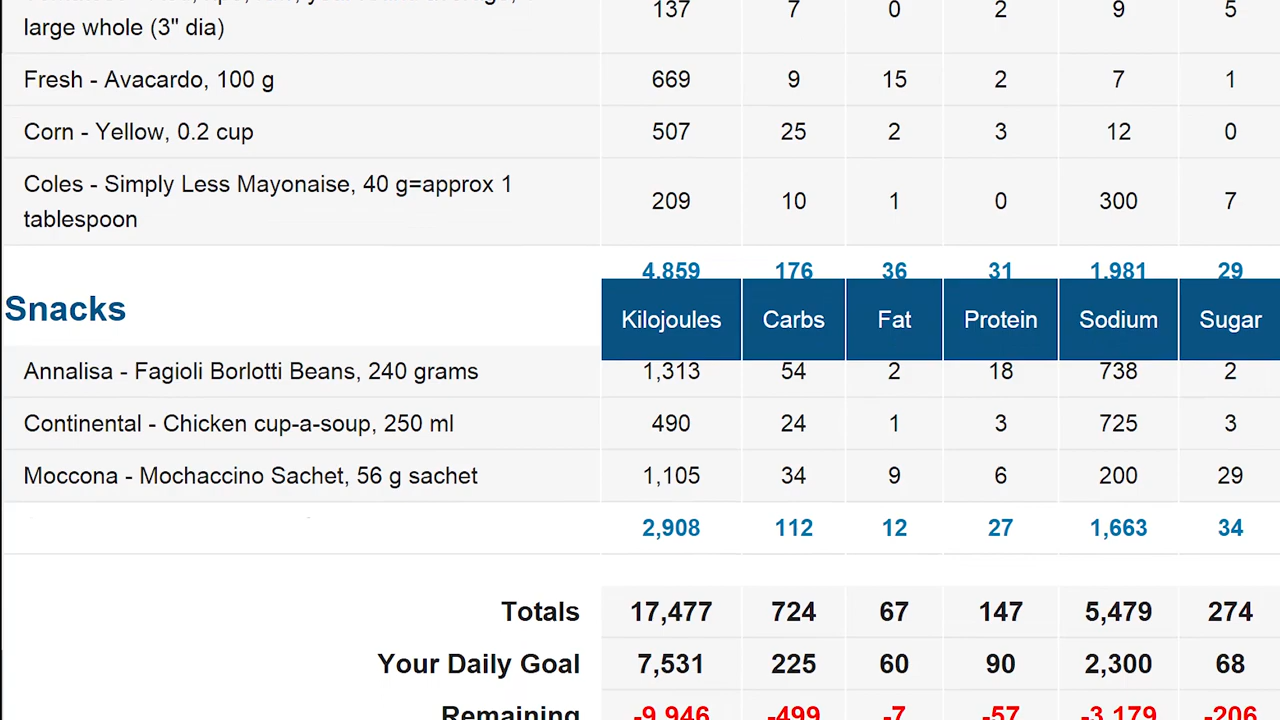 137 7 0 2 9 5
large whole (3" dia)
Fresh - Avacardo, 100 g 669 9 15 2 7 1
Corn - Yellow, 0.2 cup 507 25 2 3 12 0
Coles - Simply Less Mayonaise, 40 g=approx 1
tablespoon 209 10 1 0 300 7
4,859 176 36 31 1,981 29
Snacks Kilojoules Carbs Fat Protein Sodium Sugar
Annalisa - Fagioli Borlotti Beans, 240 grams 1,313 54 2 18 738 2
Continental - Chicken cup-a-soup, 250 ml 490 24 1 3 725 3
Moccona - Mochaccino Sachet, 56 g sachet 1,105 34 9 6 200 29
2,908 112 12 27 1,663 34
Totals 17,477 724 67 147 5,479 274
Your Daily Goal 7,531 225 60 90 2,300 68
Remaining -9,946 -499 -7 -57 -3,179 -206